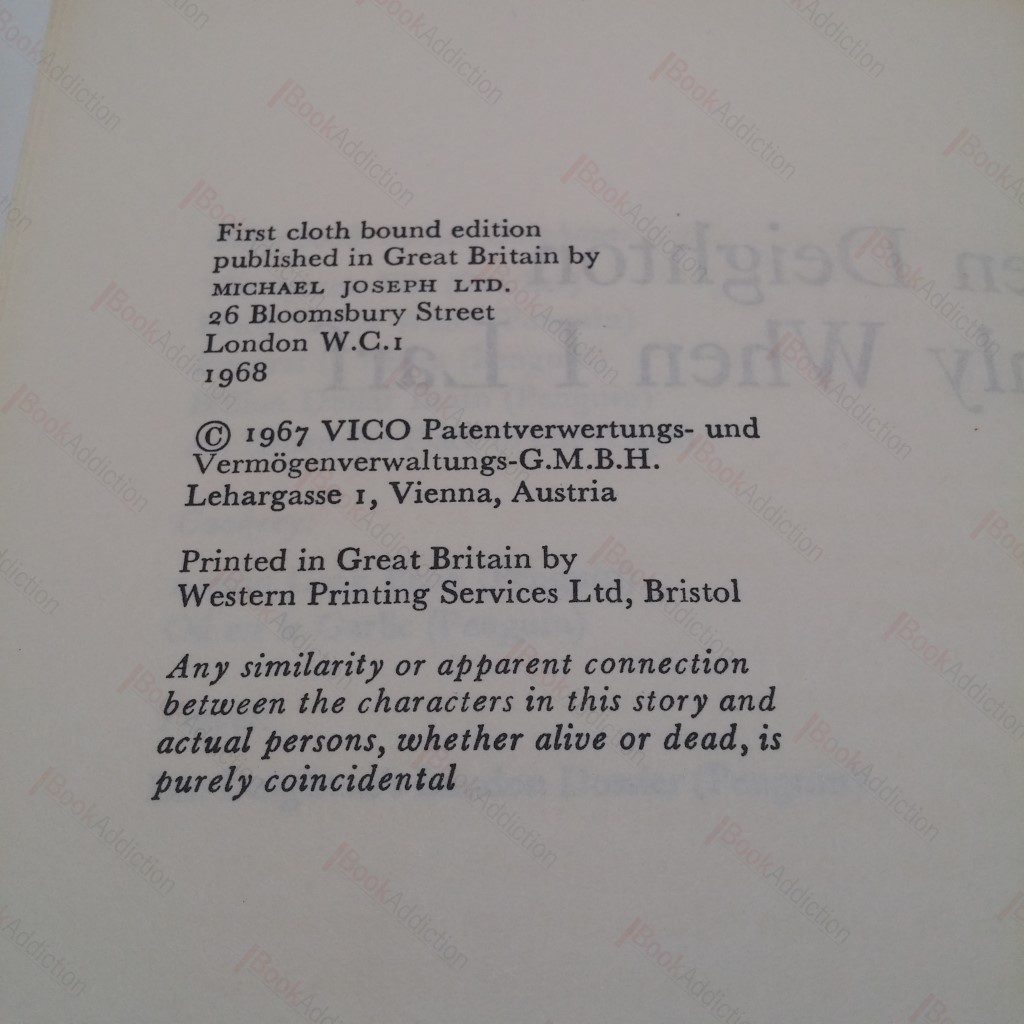 First cloth bound edition
published in Great Britain by
MICHAEL JOSEPH LTD.
26 Bloomsbury Street
London W.C.1
1968
© 1967 VICO Patentverwertungs- und
Vermögenverwaltungs-G.M.B.H.
Lehargasse 1, Vienna, Austria
Printed in Great Britain by
Western Printing Services Ltd, Bristol
Any similarity or apparent connection
between the characters in this story and
actual persons, whether alive or dead, is
purely coincidental
BookAddiction